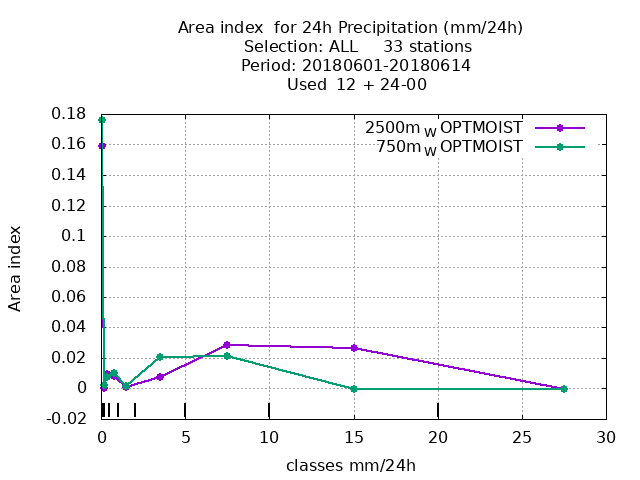 Area index  for 24h Precipitation (mm/24h)
Selection: ALL     33 stations
Period: 20180601-20180614
Used  12 + 24-00
2500m_W OPTMOIST
750m_W OPTMOIST
Area index
0.18
0.16
0.14
0.12
0.1
0.08
0.06
0.04
0.02
0
-0.02
0 5 10 15 20 25 30
classes mm/24h